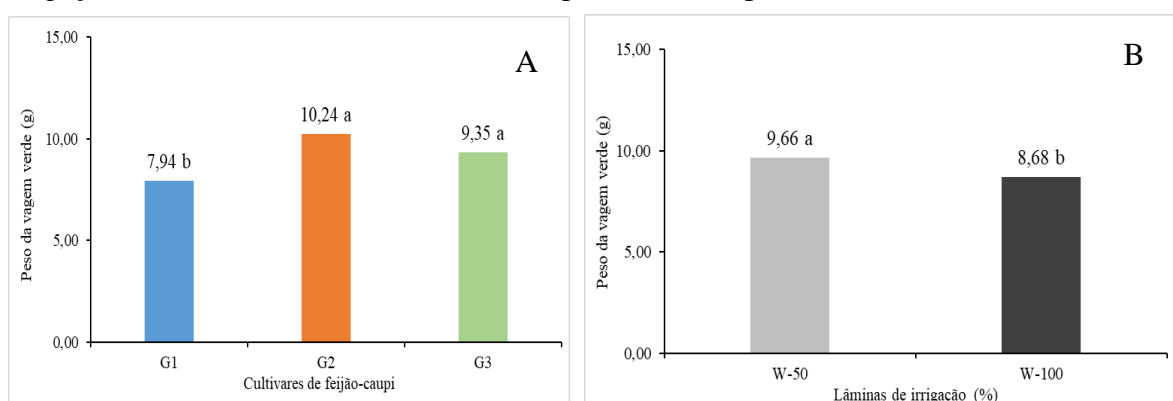 A
15,00
10,00
5,00
0,00
Peso da vagem verde (g)
7,94 b
10,24 a
9,35 a
G1
G2
G3
Cultivares de feijão-caupi
B
15,00
10,00
5,00
0,00
Peso da vagem verde (g)
9,66 a
8,68 b
W-50
W-100
Lâminas de irrigação (%)